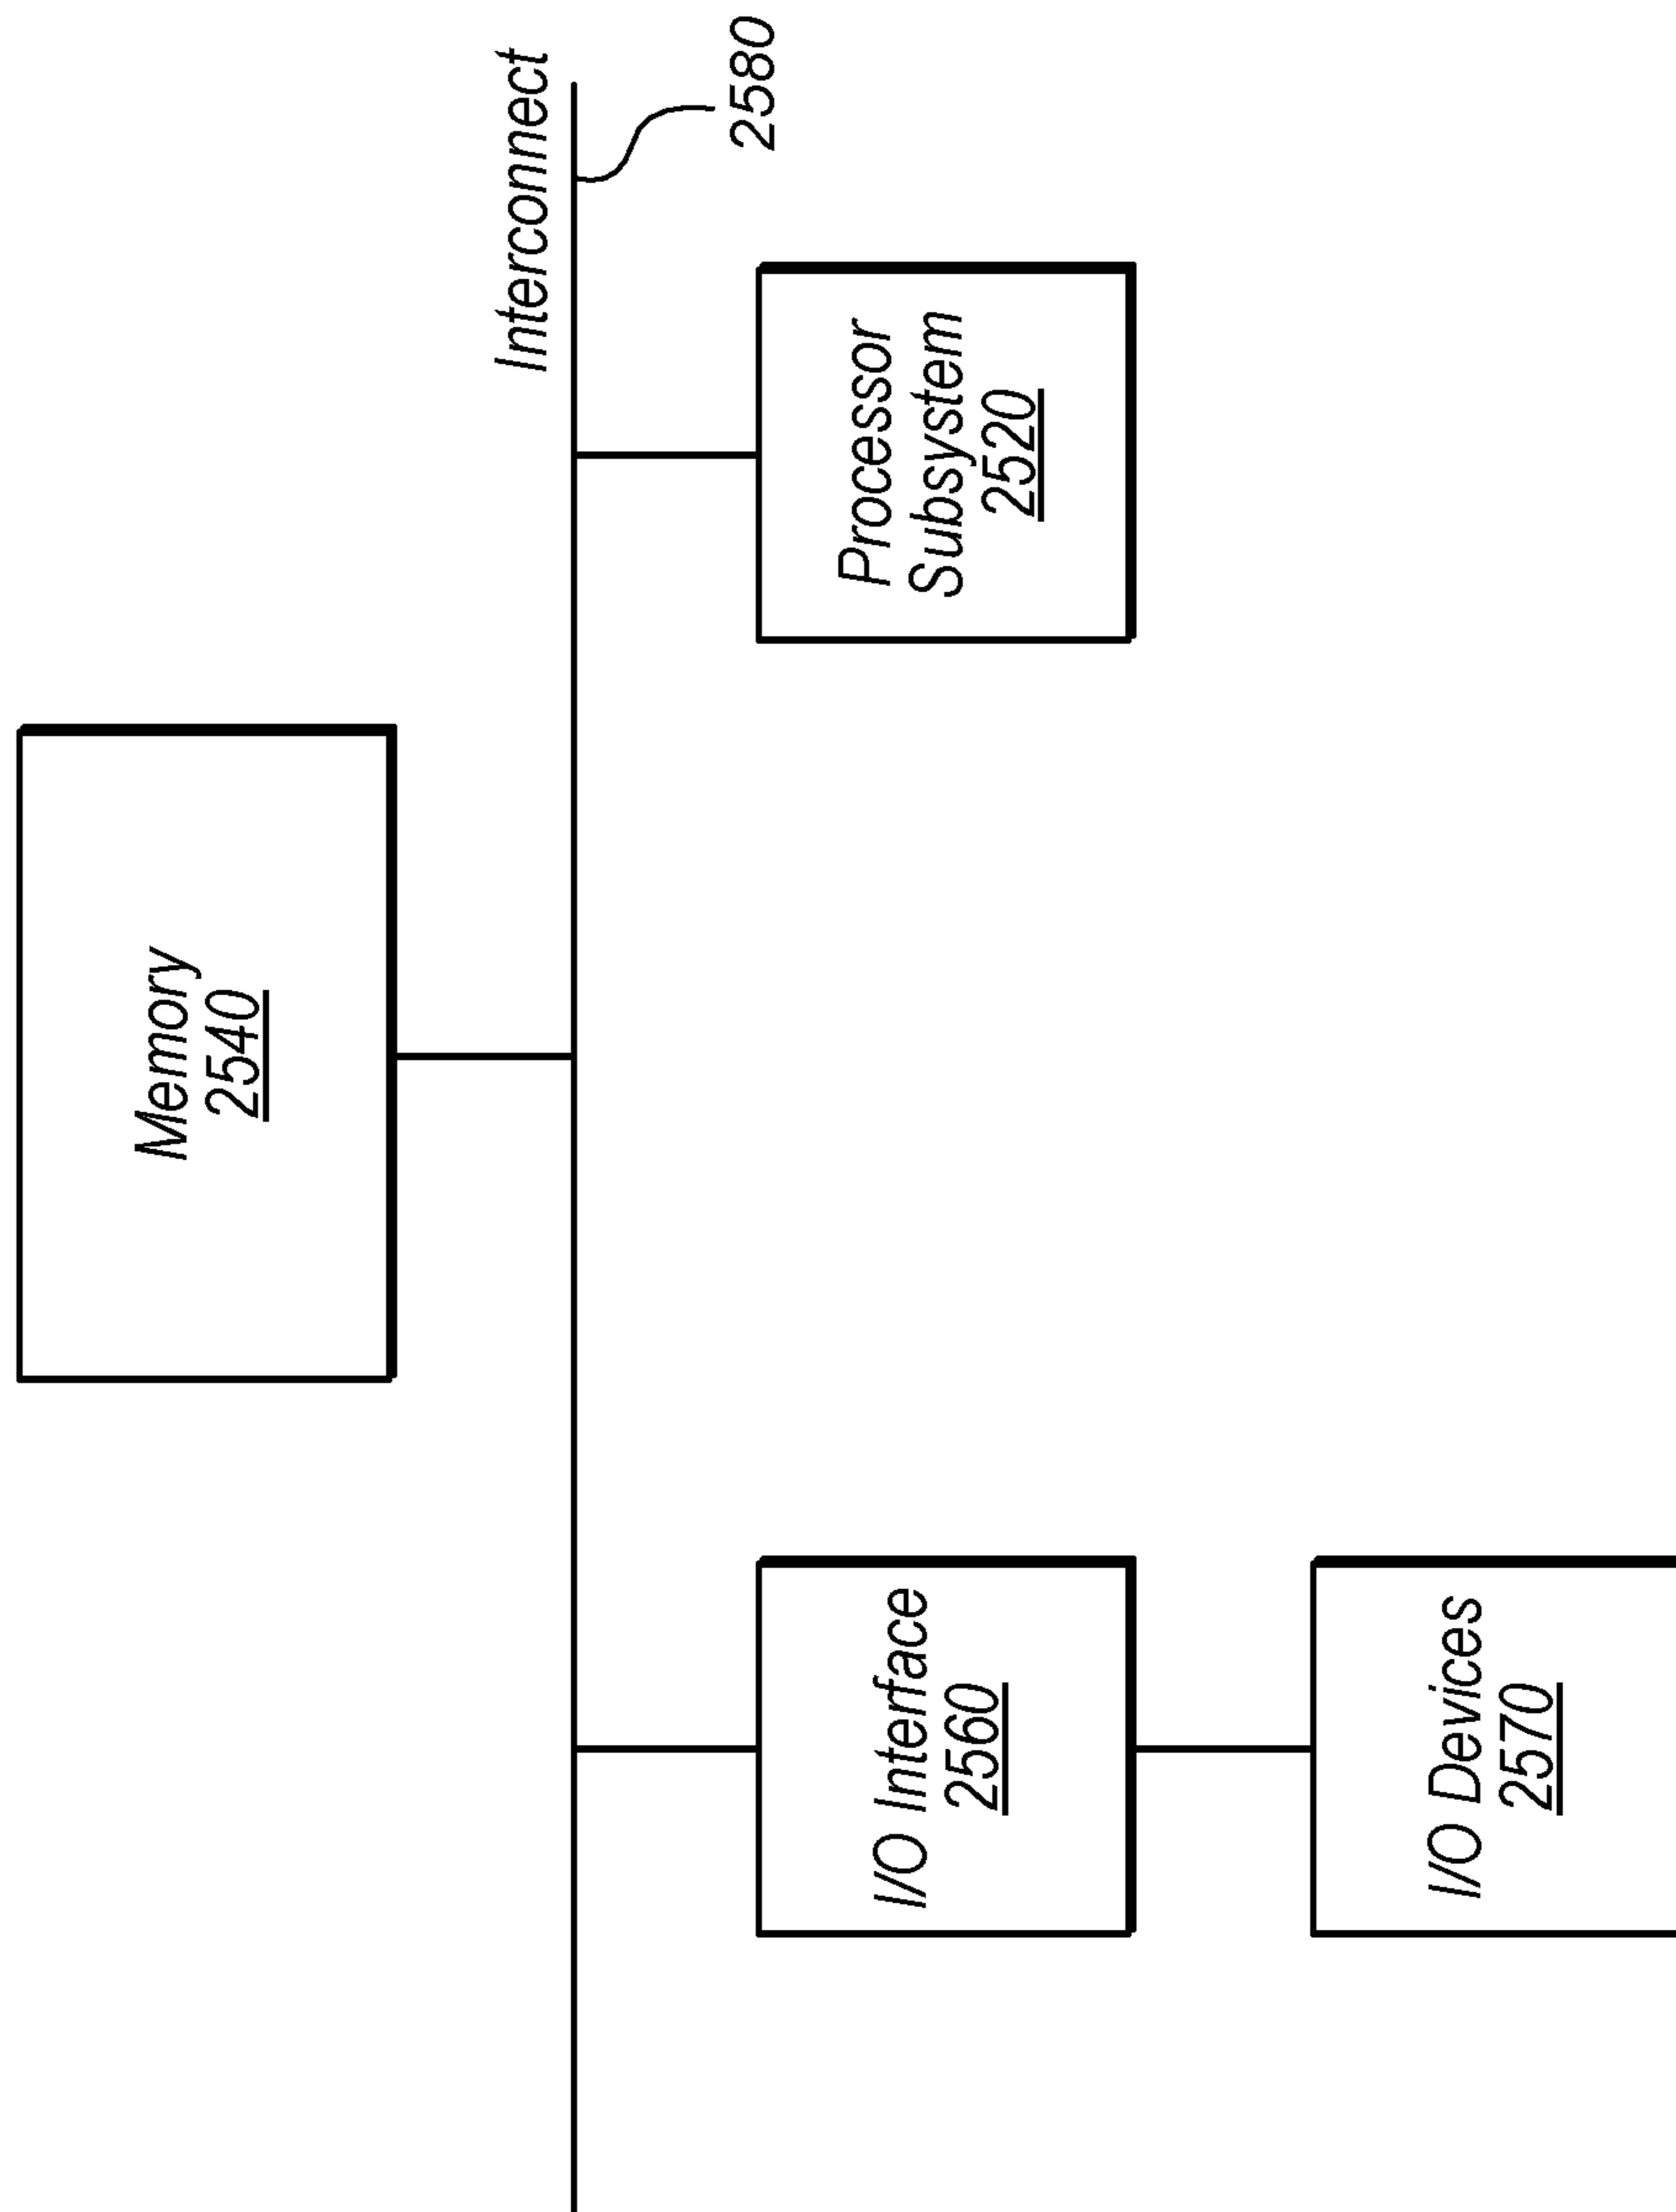 Memory
2540
Interconnect
2580
I/O Interface
2560
Processor
Subsystem
2520
I/O Devices
2570